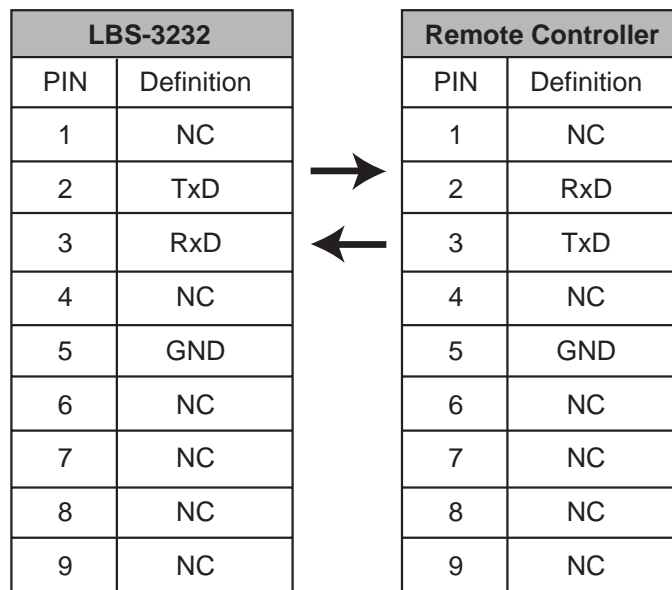 LBS-3232 Remote Controller
PIN Definition PIN Definition
1 NC 1 NC
2 TxD 2 RxD
3 RxD 3 TxD
4 NC 4 NC
5 GND 5 GND
6 NC 6 NC
7 NC 7 NC
8 NC 8 NC
9 NC 9 NC